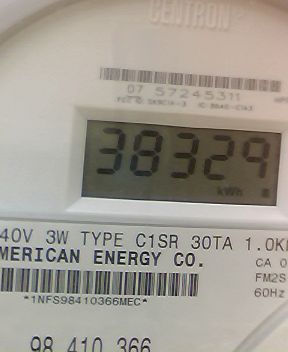 CENTRON
07 57245311
38329
kWh
40V 3W TYPE C1SR 30TA 1.0K
MERICAN ENERGY CO.
CA 0
FM2S
60Hz
*1NFS98410366MEC*
98 410 366